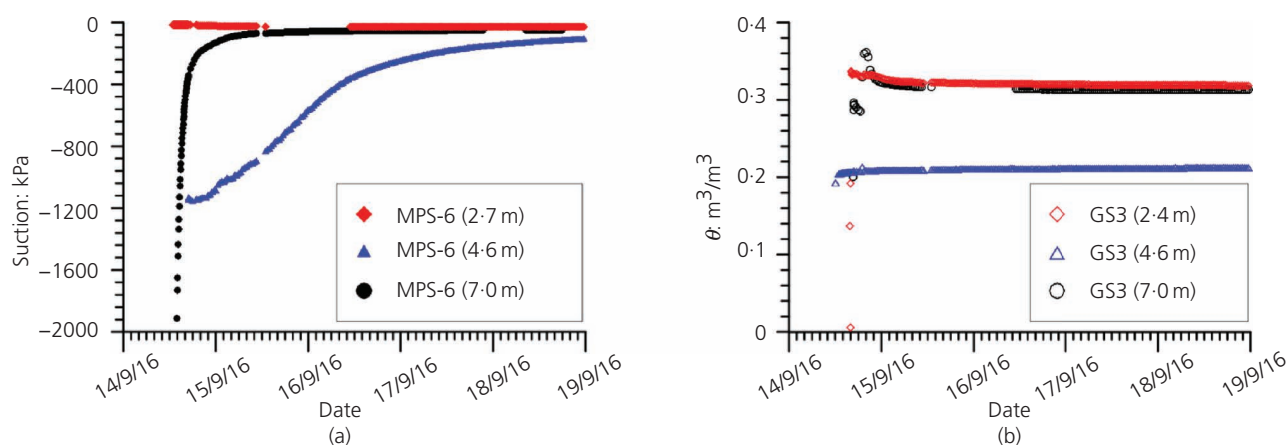 0
−400
−800
−1200
−1600
−2000
Suction: kPa
MPS-6 (2·7 m)
MPS-6 (4·6 m)
MPS-6 (7·0 m)
14/9/16
15/9/16
16/9/16
17/9/16
18/9/16
19/9/16
Date
(a)
0·4
0·3
0·2
0·1
0
θ: m³/m³
GS3 (2·4 m)
GS3 (4·6 m)
GS3 (7·0 m)
14/9/16
15/9/16
16/9/16
17/9/16
18/9/16
19/9/16
Date
(b)